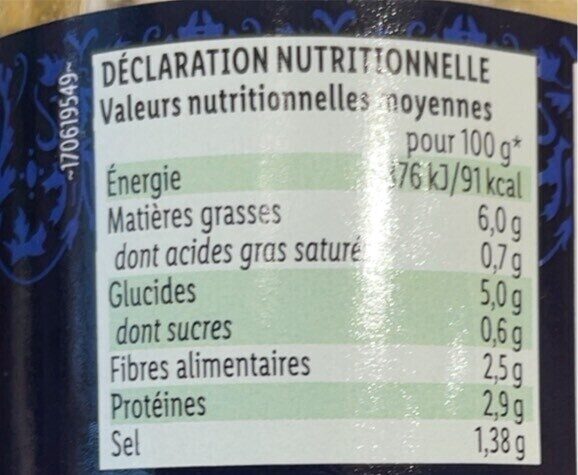 ~170619549~
DÉCLARATION NUTRITIONNELLE
Valeurs nutritionnelles moyennes
pour 100 g*
Énergie /91 kcal
Matières grasses 6,0 g
dont acides gras saturé 0,7 g
Glucides 5,0 g
dont sucres 0,6 g
Fibres alimentaires 2,5 g
Protéines 2,9 g
Sel 1,38 g